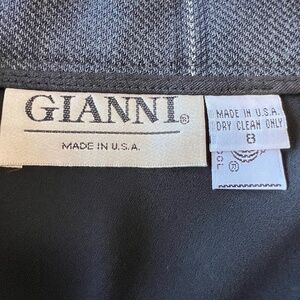 GIANNI®
MADE IN U.S.A.
MADE IN U.S.A.
DRY CLEAN ONLY
8